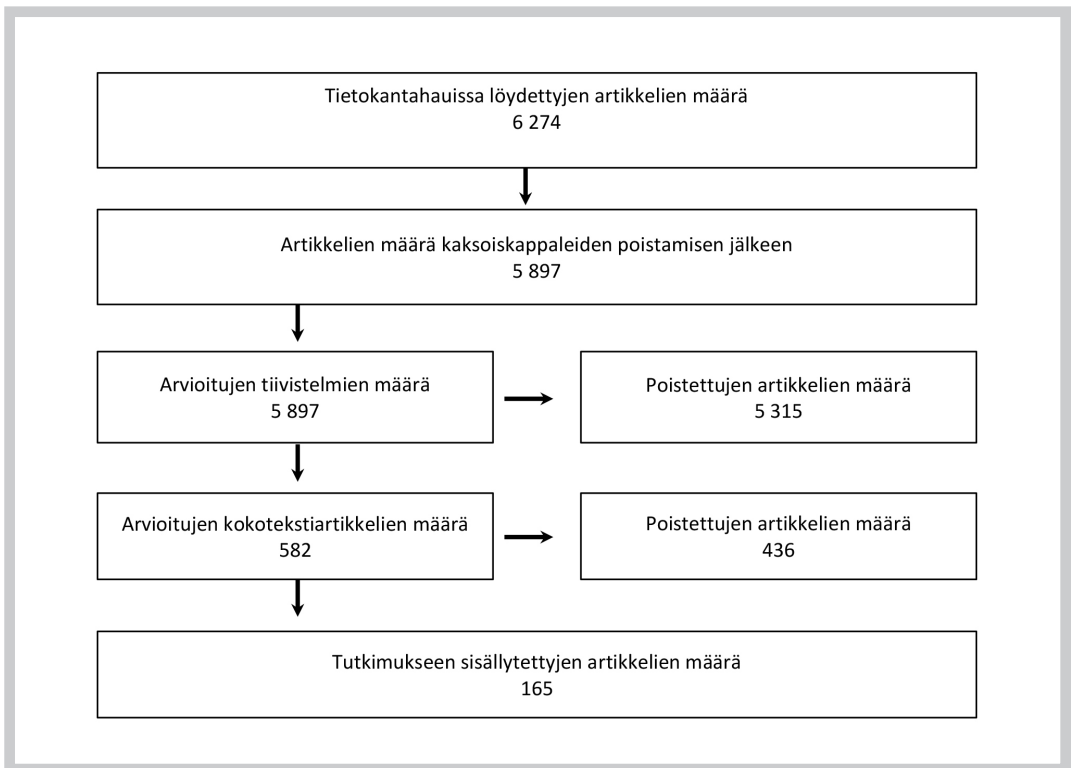 Tietokantahauissa löydettyjen artikkelien määrä
6 274
Artikkelien määrä kaksoiskappaleiden poistamisen jälkeen
5 897
Arvioitujen tiivistelmien määrä
5 897
Poistettujen artikkelien määrä
5 315
Arvioitujen kokotekstiartikkelien määrä
582
Poistettujen artikkelien määrä
436
Tutkimukseen sisällytettyjen artikkelien määrä
165